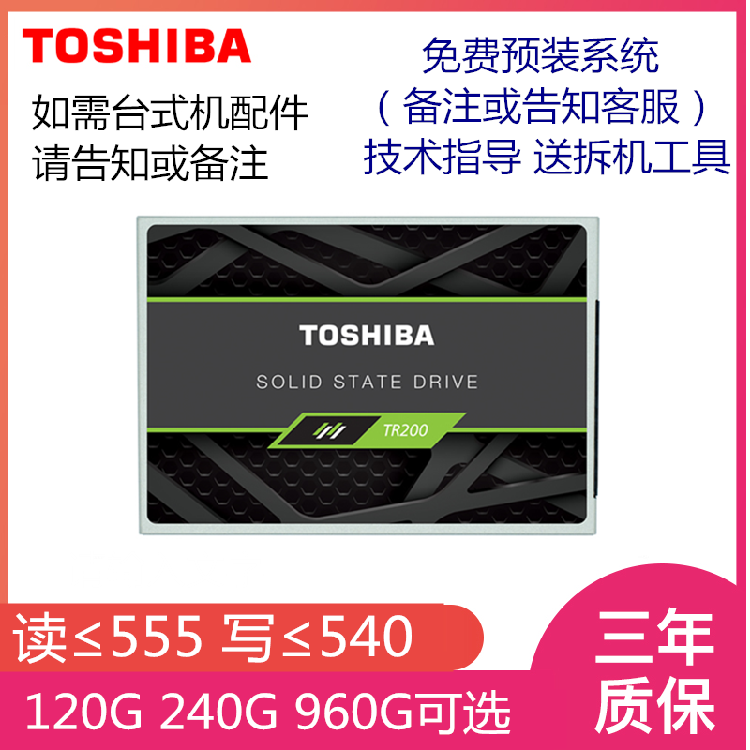 TOSHIBA
如需台式机配件
请告知或备注
免费预装系统
（备注或告知客服）
技术指导 送拆机工具
TOSHIBA
SOLID STATE DRIVE
TR200
读≤555 写≤540
120G 240G 960G可选
三年
质保